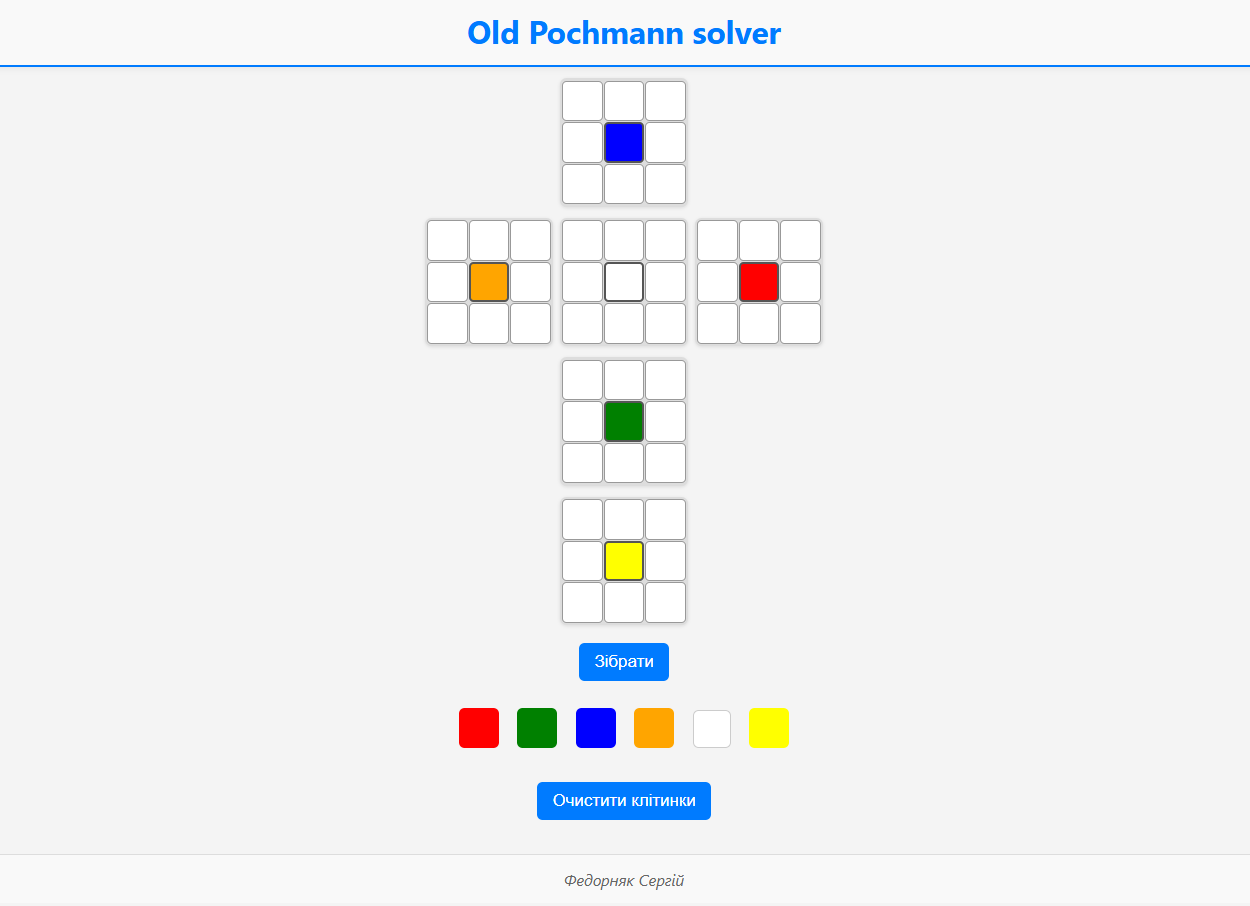 Old Pochmann solver
Зібрати
Очистити клітинки
Федорняк Сергій